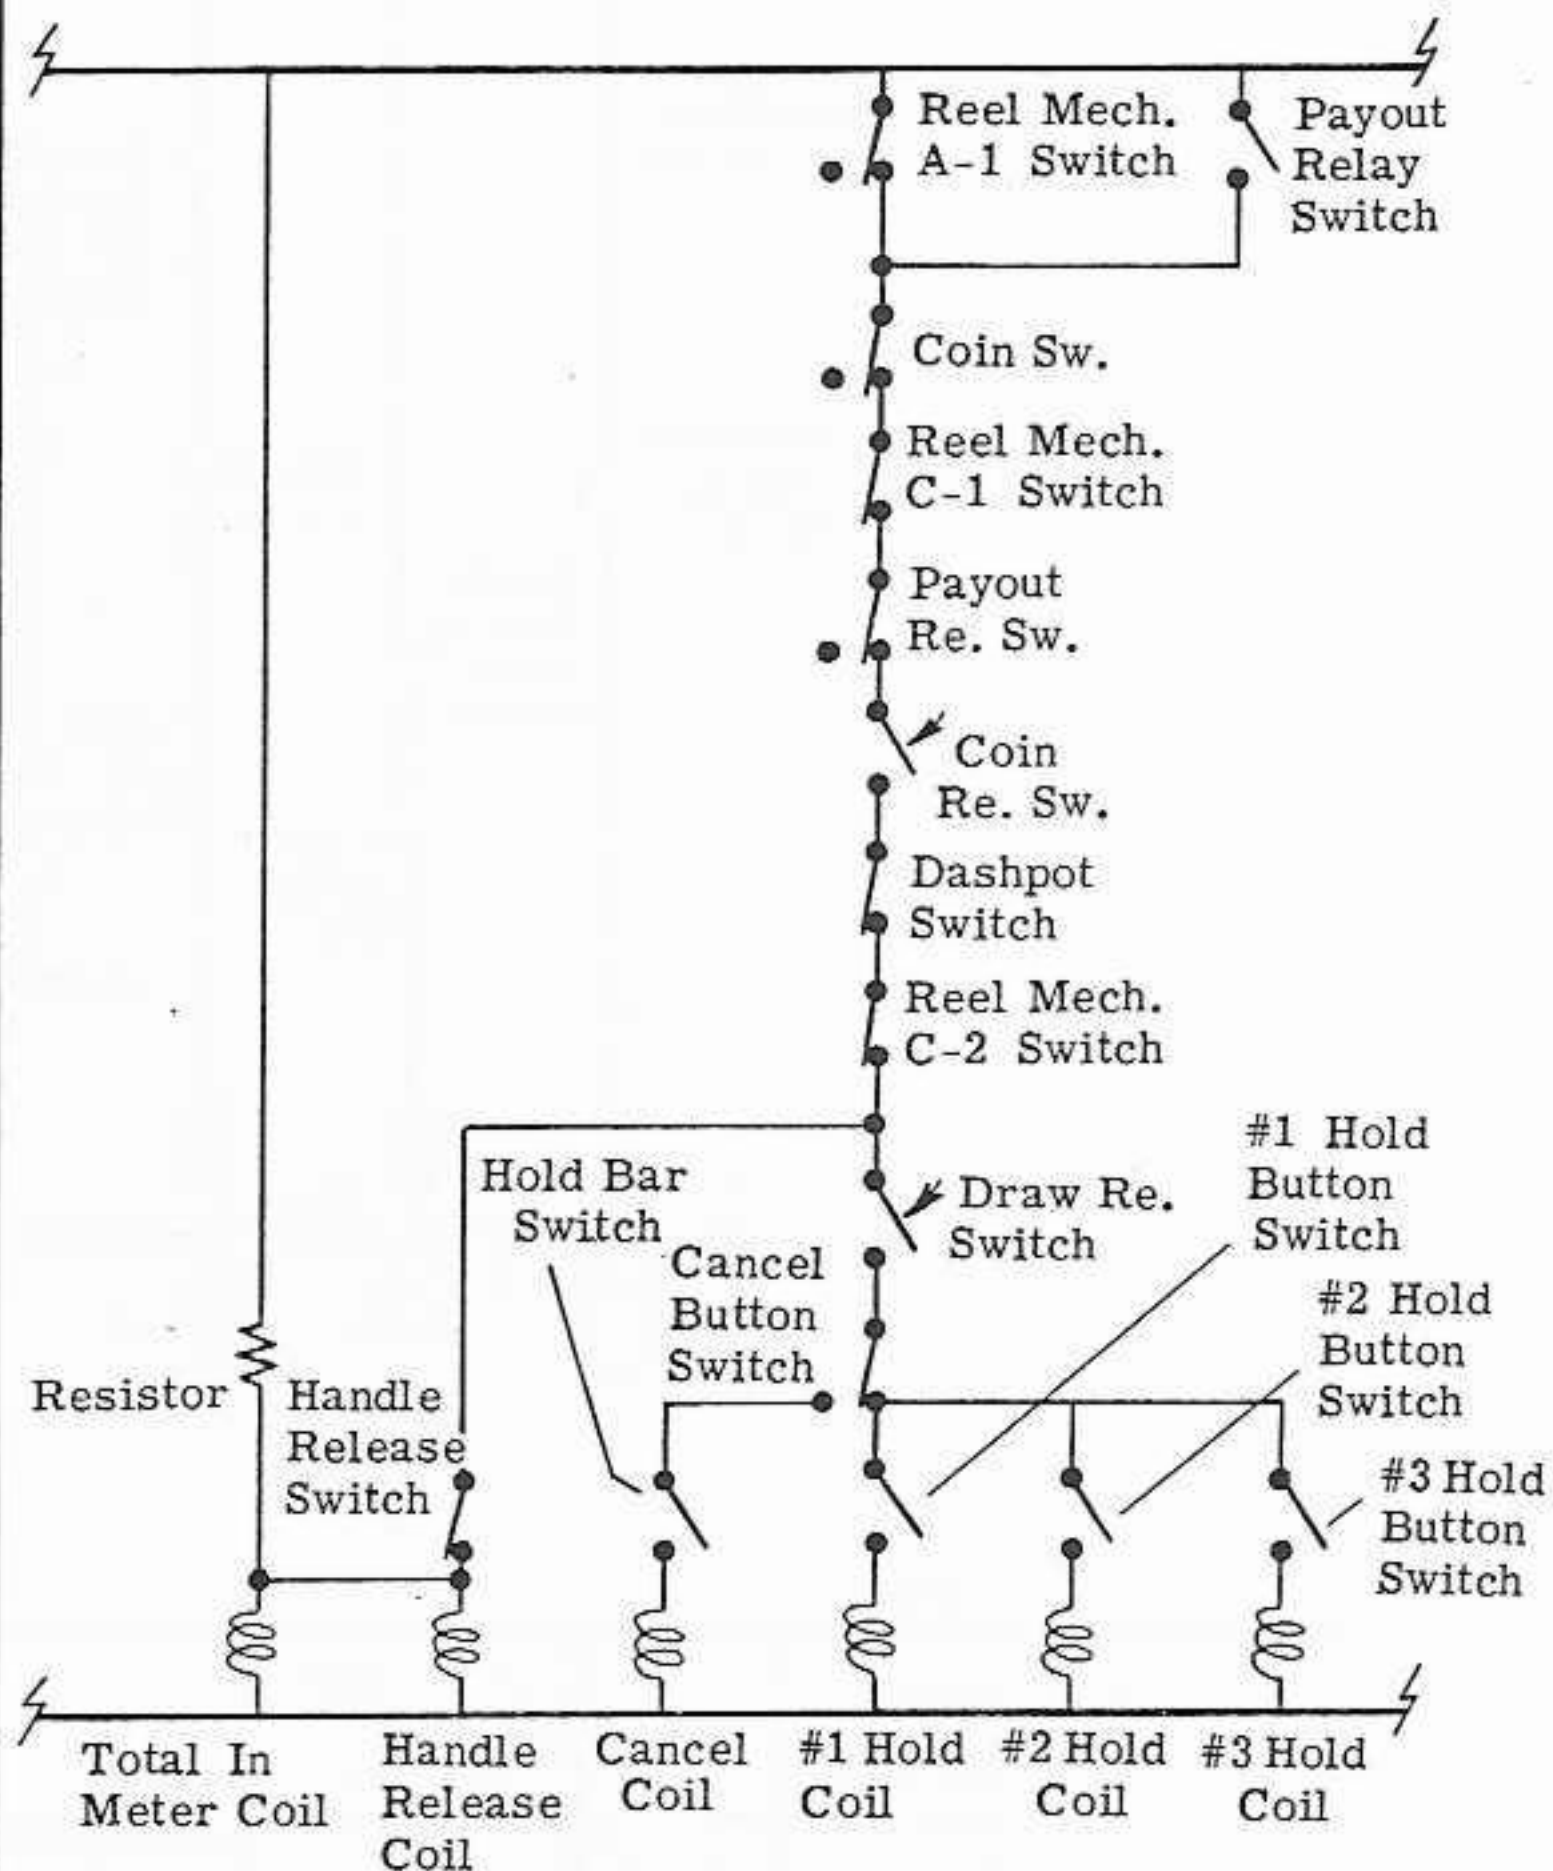 Reel Mech.
A-1 Switch
Payout
Relay
Switch
Coin Sw.
Reel Mech.
C-1 Switch
Payout
Re. Sw.
Coin
Re. Sw.
Dashpot
Switch
Reel Mech.
C-2 Switch
Hold Bar
Switch
Cancel
Button
Switch
Draw Re.
Switch
#1 Hold
Button
Switch
#2 Hold
Button
Switch
#3 Hold
Button
Switch
Resistor
Handle
Release
Switch
Total In
Meter Coil
Handle
Release
Coil
Cancel
Coil
#1 Hold
Coil
#2 Hold
Coil
#3 Hold
Coil